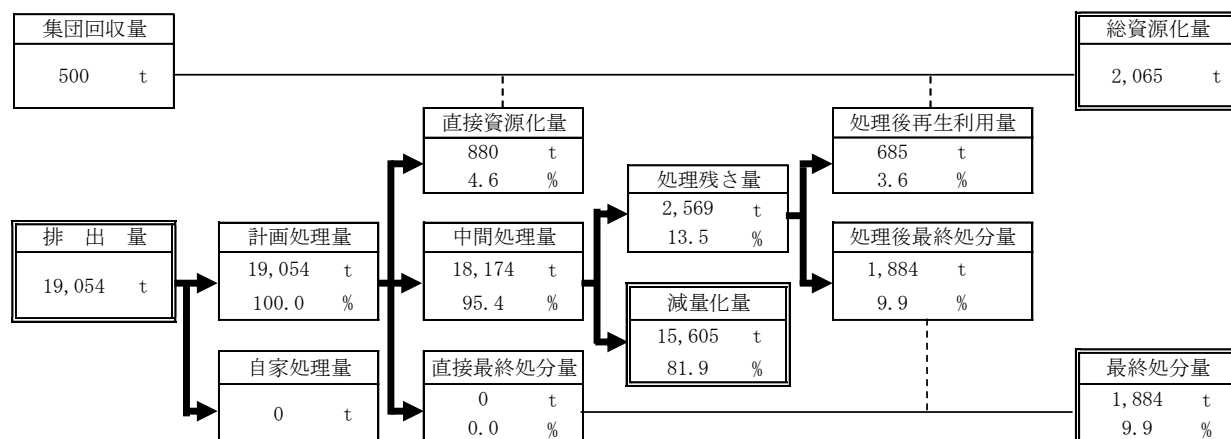 集団回収量
500 t
総資源化量
2,065 t
直接資源化量
880 t
4.6 %
処理後再生利用量
685 t
3.6 %
処理残さ量
2,569 t
13.5 %
排 出 量
19,054 t
計画処理量
19,054 t
100.0 %
中間処理量
18,174 t
95.4 %
処理後最終処分量
1,884 t
9.9 %
減量化量
15,605 t
81.9 %
自家処理量
0 t
直接最終処分量
0 t
0.0 %
最終処分量
1,884 t
9.9 %